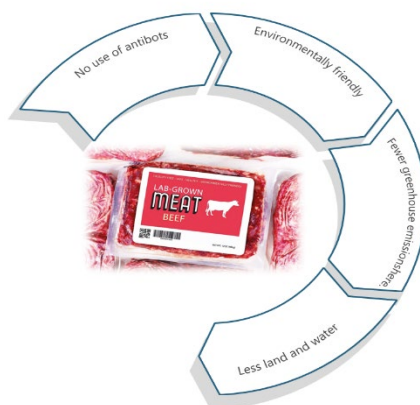 No use of antibots
Environmentally friendly
Fewer greenhouse emissionshere.
Less land and water
LAB-GROWN
MEAT
BEEF